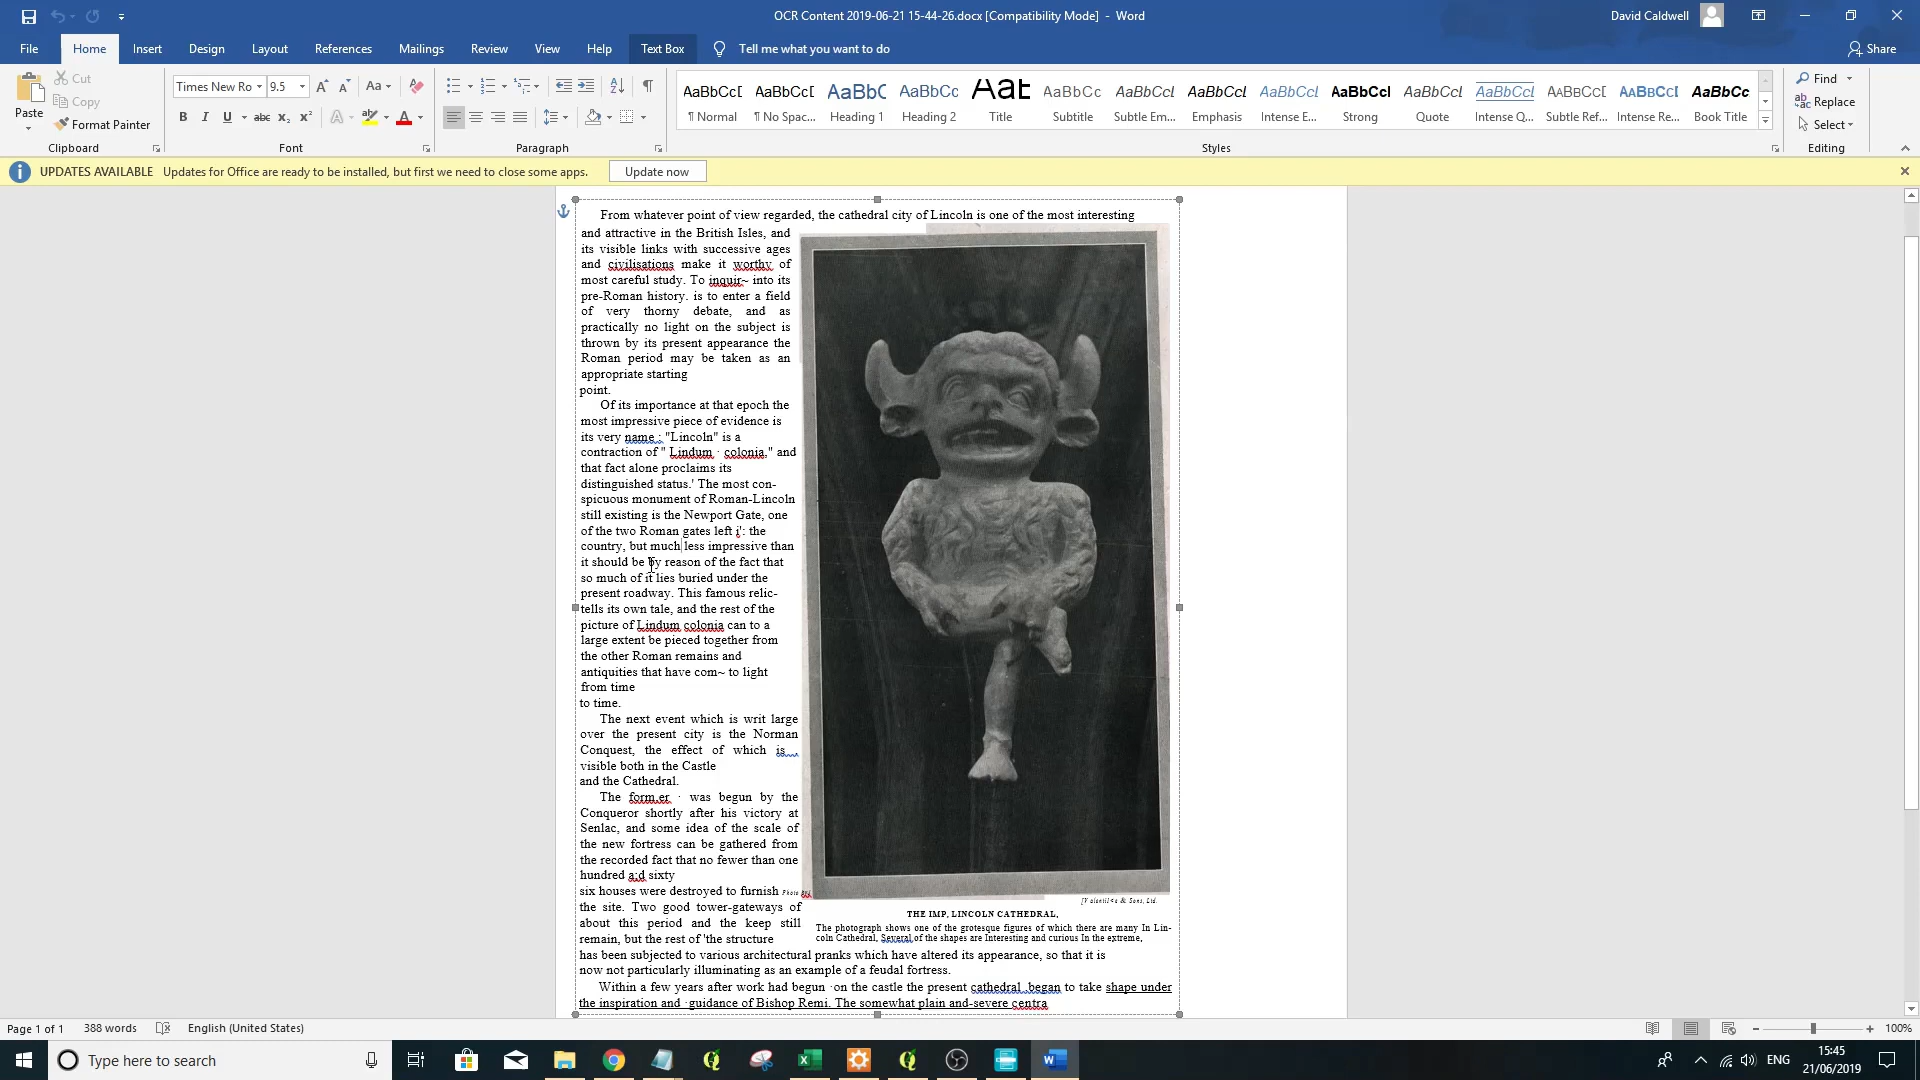 OCR Content 2019-06-21 15-44-26.docx [Compatibility Mode] - Word
David Caldwell
File Home Insert Design Layout References Mailings Review View Help Text Box Tell me what you want to do Share
Paste
Cut
Copy
Format Painter
Clipboard
Times New Ro 9.5
Font
Paragraph
AaBbCcD AaBbCcD AaBbC AaBbCc AaB AaBbCc AaBbCcL AaBbCcL AaBbCcL AaBbCcl AaBbCcL AaBbCcL AABBCCD AABBCCD AaBbCc
¶ Normal ¶ No Spac... Heading 1 Heading 2 Title Subtitle Subtle Em... Emphasis Intense E... Strong Quote Intense Q... Subtle Ref... Intense Re... Book Title
Styles
Find
Replace
Select
Editing
UPDATES AVAILABLE Updates for Office are ready to be installed, but first we need to close some apps. Update now
From whatever point of view regarded, the cathedral city of Lincoln is one of the most interesting
and attractive in the British Isles, and
its visible links with successive ages
and civilisations make it worthy of
most careful study. To inquir~ into its
pre-Roman history. is to enter a field
of very thorny debate, and as
practically no light on the subject is
thrown by its present appearance the
Roman period may be taken as an
appropriate starting
point.
Of its importance at that epoch the
most impressive piece of evidence is
its very name : "Lincoln" is a
contraction of " Lindum · colonia," and
that fact alone proclaims its
distinguished status.' The most con-
spicuous monument of Roman-Lincoln
still existing is the Newport Gate, one
of the two Roman gates left i': the
country, but much less impressive than
it should be by reason of the fact that
so much of it lies buried under the
present roadway. This famous relic-
tells its own tale, and the rest of the
picture of Lindum colonia can to a
large extent be pieced together from
the other Roman remains and
antiquities that have com~ to light
from time
to time.
The next event which is writ large
over the present city is the Norman
Conquest, the effect of which is .
visible both in the Castle
and the Cathedral.
The form.er · was begun by the
Conqueror shortly after his victory at
Senlac, and some idea of the scale of
the new fortress can be gathered from
the recorded fact that no fewer than one
hundred a:d sixty
six houses were destroyed to furnish Photo
the site. Two good tower-gateways of
about this period and the keep still
remain, but the rest of 'the structure
& Sons, Ltd.
THE IMP, LINCOLN CATHEDRAL,
The photograph shows one of the grotesque figures of which there are many In Lin-
coln Cathedral, Several of the shapes are Interesting and curious In the extreme,
has been subjected to various architectural pranks which have altered its appearance, so that it is
now not particularly illuminating as an example of a feudal fortress.
Within a few years after work had begun ·on the castle the present cathedral .began to take shape under
the inspiration and ·guidance of Bishop Remi. The somewhat plain and-severe centra
Page 1 of 1 388 words English (United States) 100%
Type here to search
ENG
15:45
21/06/2019